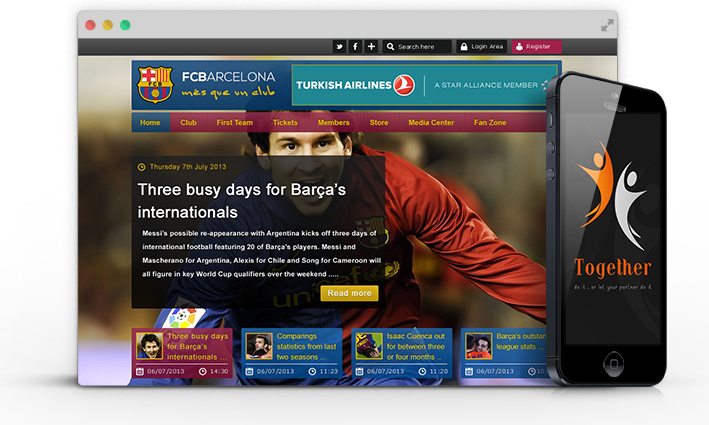 Search here
Login Area
Register
FCB
FCBARCELONA
més que un club
TURKISH AIRLINES
A STAR ALLIANCE MEMBER
Home
Club
First Team
Tickets
Members
Store
Media Center
Fan Zone
Thursday 7th July 2013
Three busy days for Barça's
internationals
Messi's possible re-appearance with Argentina kicks off three days of
international football featuring 20 of Barça's players. Messi and
Mascherano for Argentina, Alexis for Chile and Song for Cameroon will
all figure in key World Cup qualifiers over the weekend .....
Read more
unicef
Three busy days
for Barça's
internationals ...
06/07/2013
14:30
Comparings
statistics from last
two seasons ...
06/07/2013
11:23
Isaac Cuenca out
for between three
or four months ..
06/07/2013
11:20
Barça's outstan
league stats ...
06/07/2013
Together
do it .. or let your partner do it